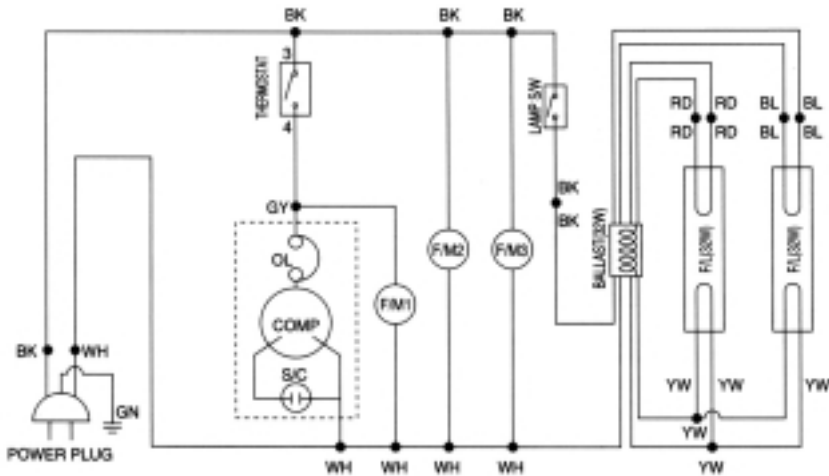 BK
BK
BK
3
THERMOSTAT
4
LAMP S/W
RD
RD
BL
BL
RD
RD
BL
BL
BK
BK
GY
OL
F/M2
F/M3
BALLAST(32W)
F/L(32W)
F/L(32W)
F/M1
COMP
BK
WH
S/C
YW
YW
YW
YW
GN
YW
POWER PLUG
WH
WH
WH
WH
YW